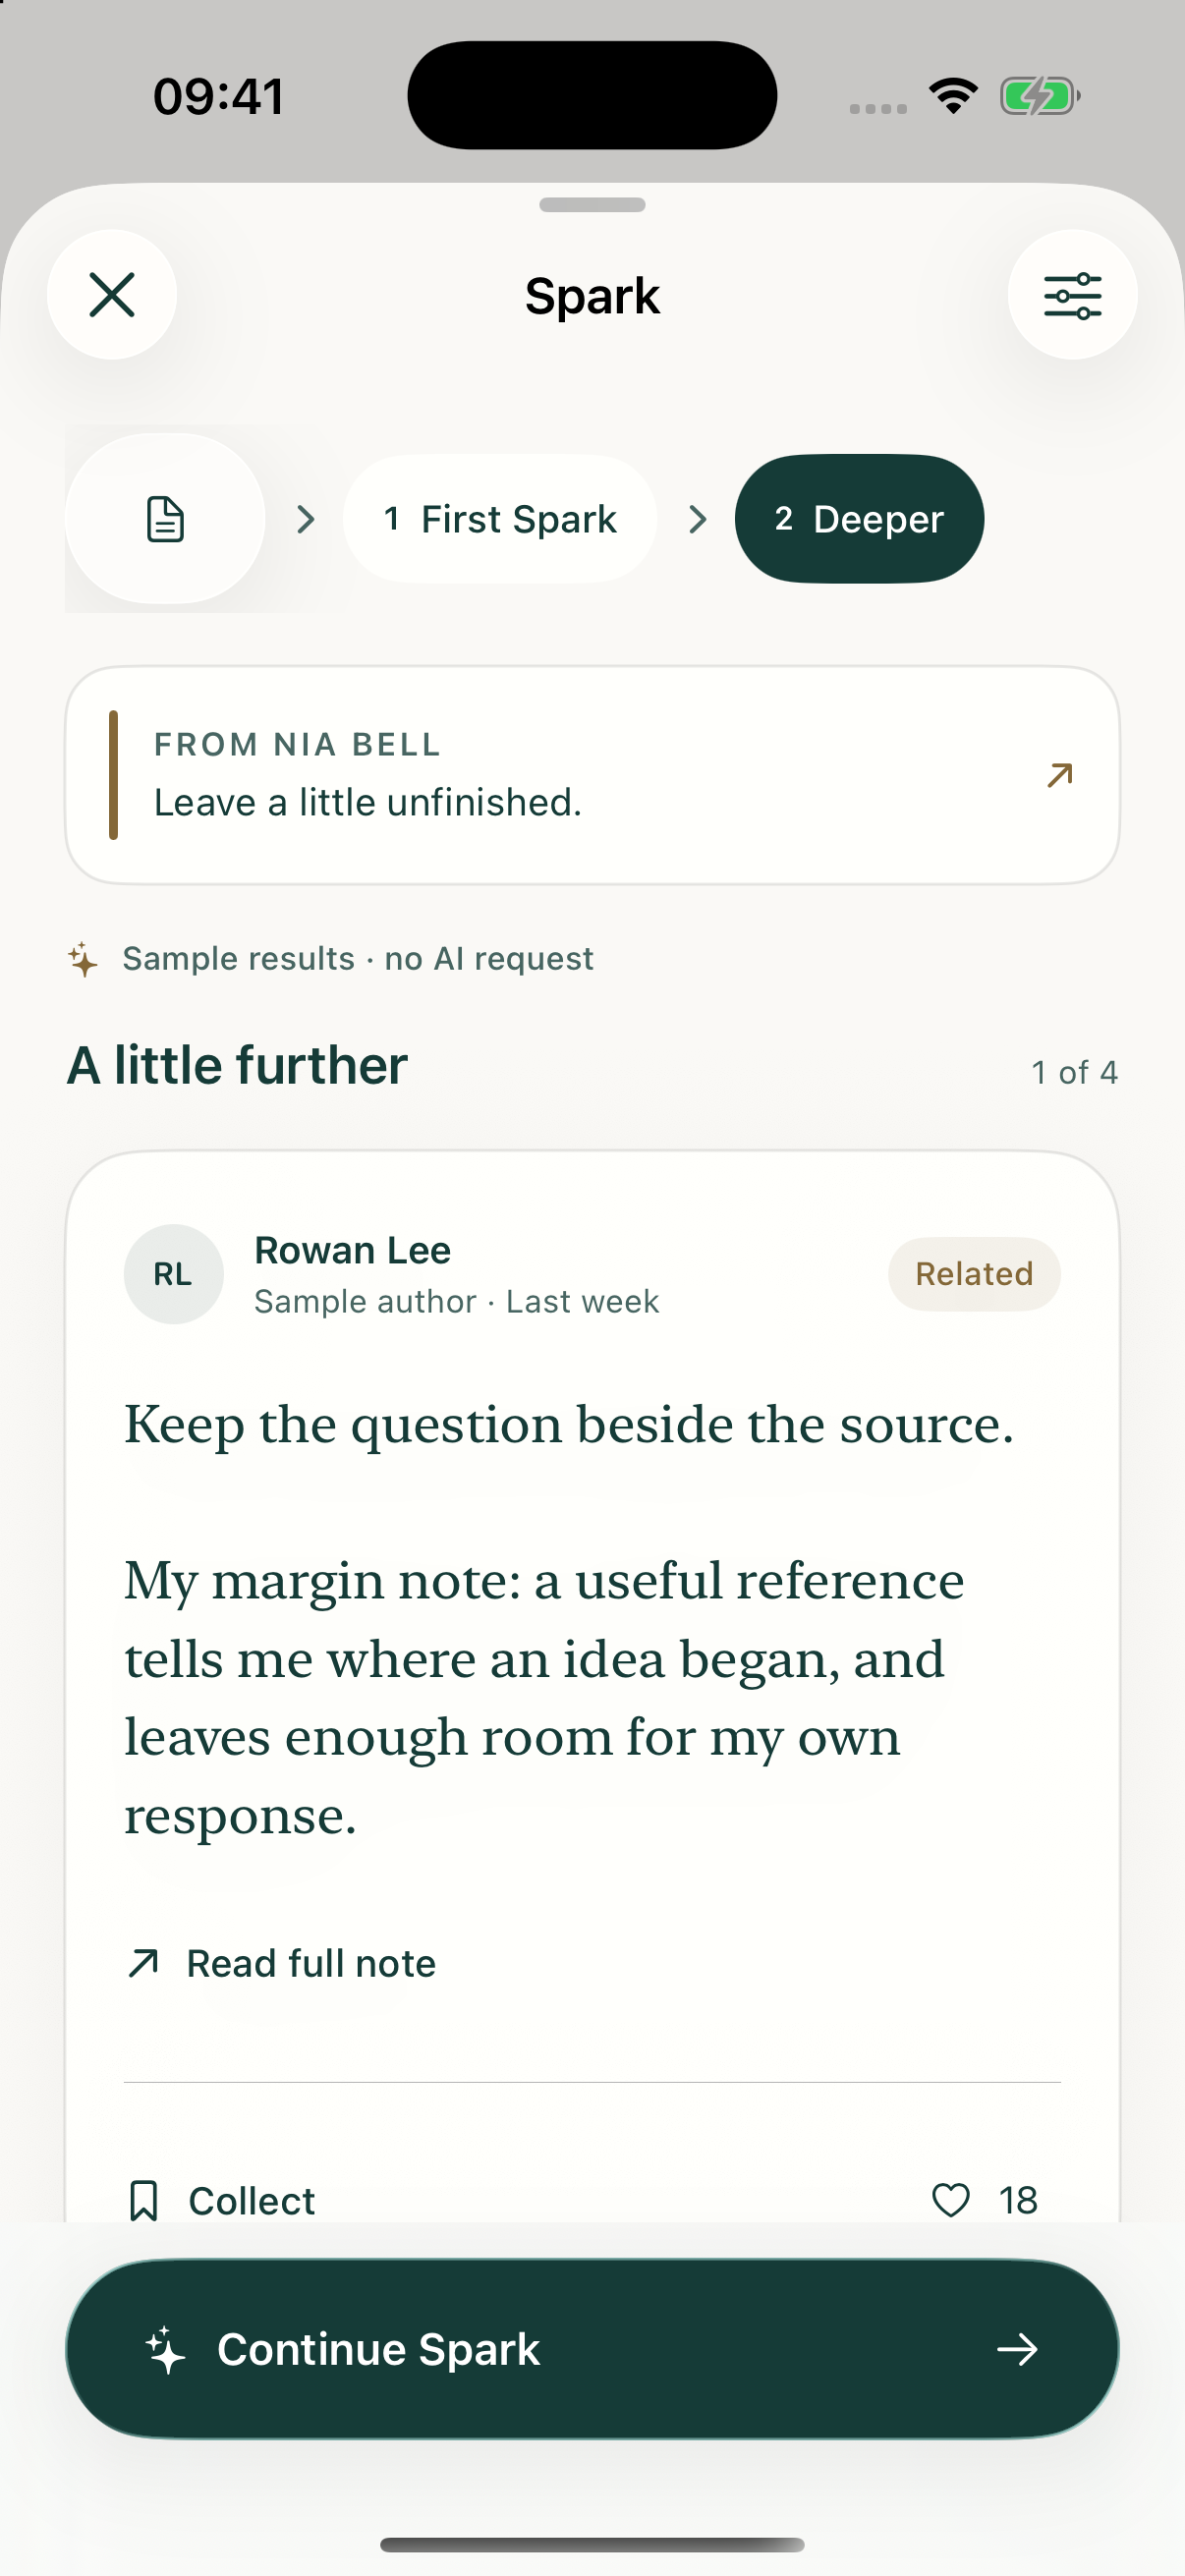 09:41
Spark
1 First Spark
2 Deeper
FROM NIA BELL
Leave a little unfinished.
Sample results · no AI request
A little further
1 of 4
RL
Rowan Lee
Sample author · Last week
Related
Keep the question beside the source.
My margin note: a useful reference
tells me where an idea began, and
leaves enough room for my own
response.
Read full note
Collect
18
Continue Spark